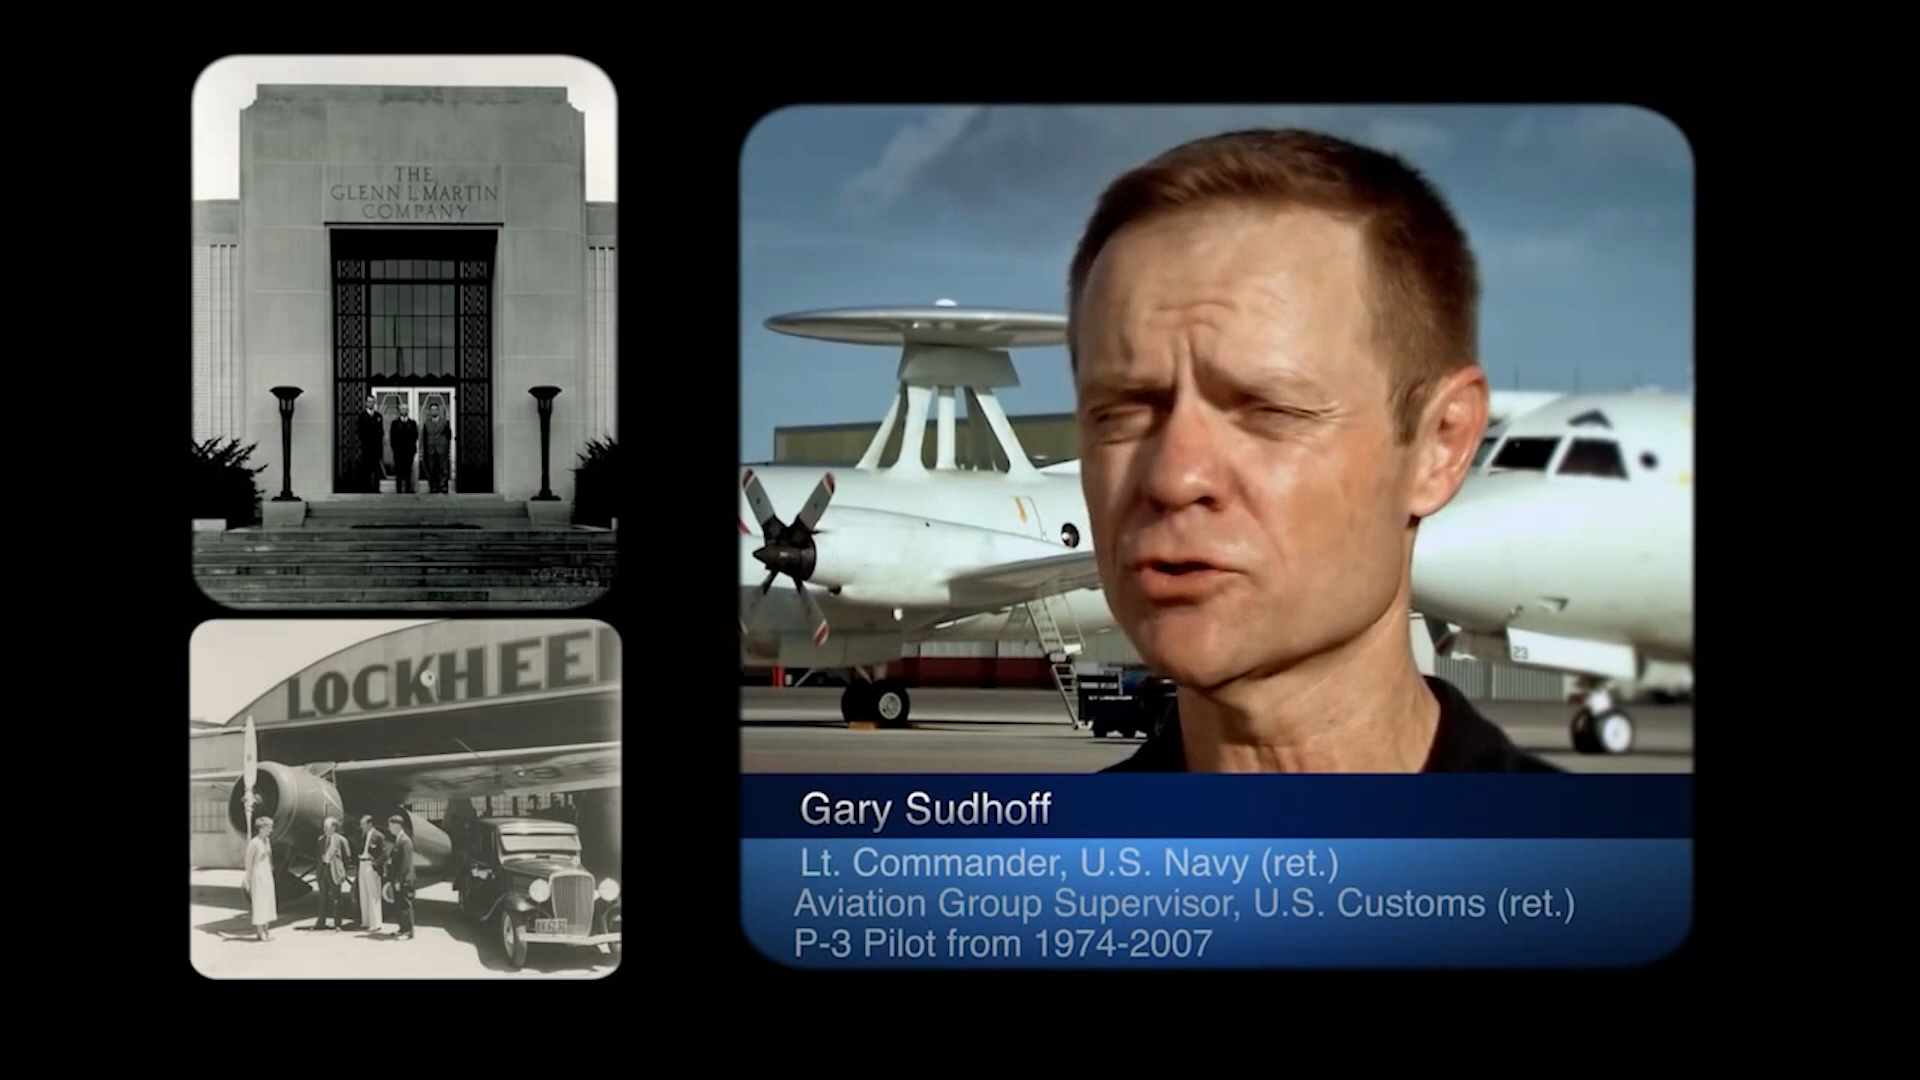 THE
GLENN L. MARTIN
COMPANY
LOCKHEE
23
Gary Sudhoff
Lt. Commander, U.S. Navy (ret.)
Aviation Group Supervisor, U.S. Customs (ret.)
P-3 Pilot from 1974-2007